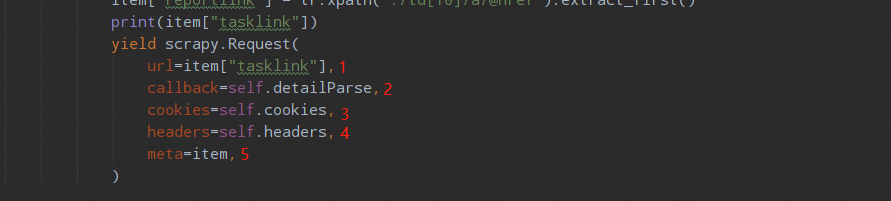 item["reportlink"] = tr.xpath("./td[10]/a/@href").extract_first()
print(item["tasklink"])
yield scrapy.Request(
url=item["tasklink"],1
callback=self.detailParse,2
cookies=self.cookies,3
headers=self.headers,4
meta=item,5
)